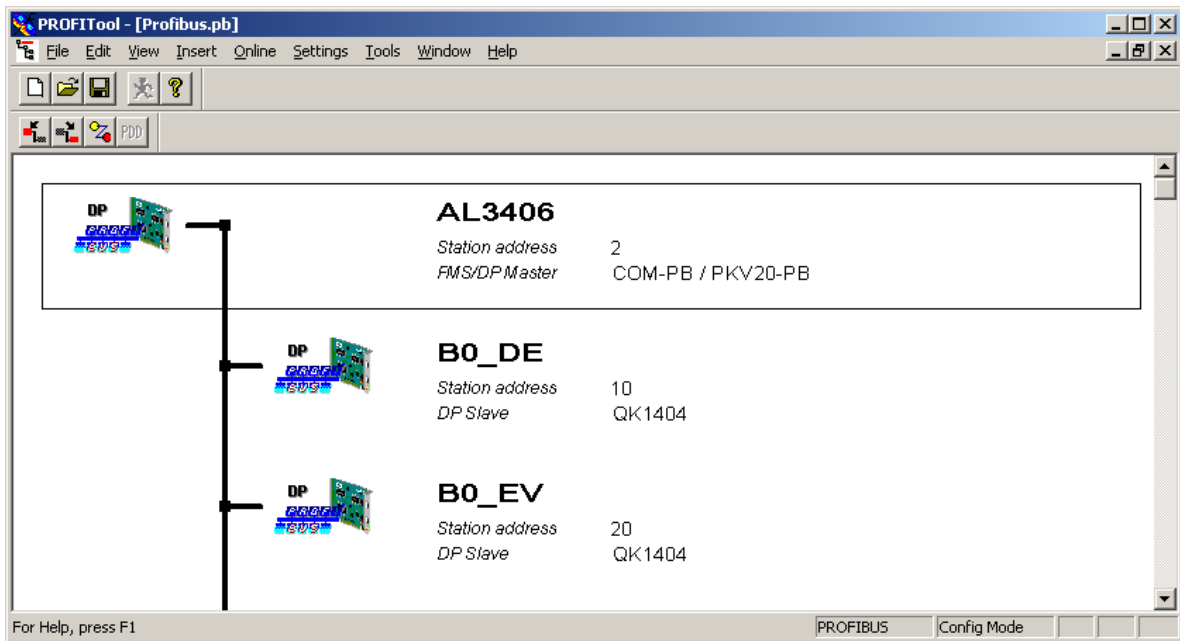 PROFITool - [Profibus.pb]
File Edit View Insert Online Settings Tools Window Help
PDD
DP
AL3406
Station address 2
FMS/DP Master COM-PB / PKV20-PB
DP
B0_DE
Station address 10
DP Slave QK1404
DP
B0_EV
Station address 20
DP Slave QK1404
For Help, press F1 PROFIBUS Config Mode